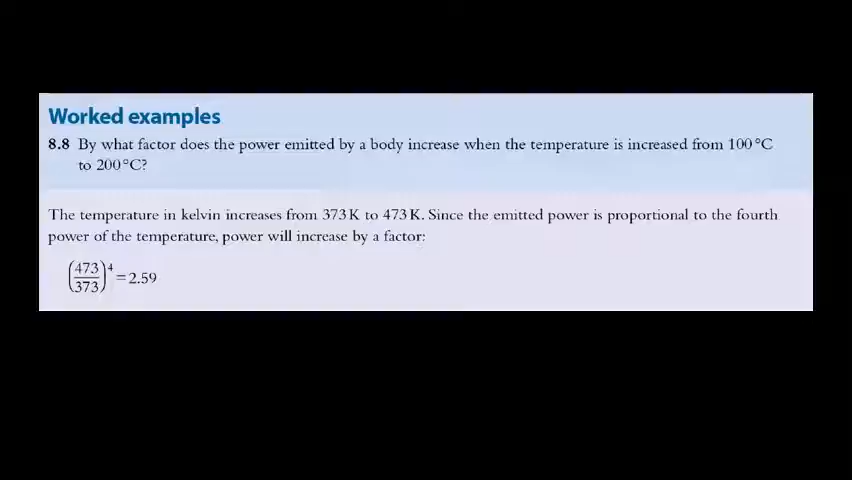 Worked examples
8.8 By what factor does the power emitted by a body increase when the temperature is increased from 100 °C
to 200 °C?
The temperature in kelvin increases from 373 K to 473 K. Since the emitted power is proportional to the fourth
power of the temperature, power will increase by a factor:
(473/373)⁴ = 2.59